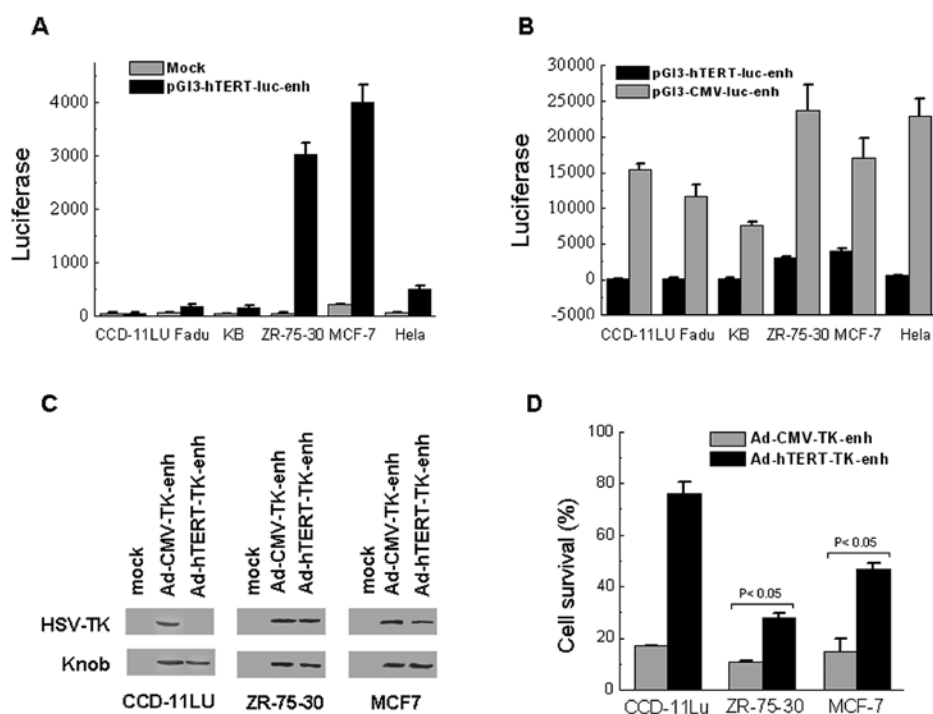 A
Mock
pGI3-hTERT-luc-enh
Luciferase
4000
3000
2000
1000
0
CCD-11LU Fadu KB ZR-75-30 MCF-7 Hela
B
pGI3-hTERT-luc-enh
pGI3-CMV-luc-enh
Luciferase
30000
25000
20000
15000
10000
5000
0
-5000
CCD-11LU Fadu KB ZR-75-30 MCF-7 Hela
C
mock
Ad-CMV-TK-enh
Ad-hTERT-TK-enh
mock
Ad-CMV-TK-enh
Ad-hTERT-TK-enh
mock
Ad-CMV-TK-enh
Ad-hTERT-TK-enh
HSV-TK
Knob
CCD-11LU ZR-75-30 MCF7
D
Ad-CMV-TK-enh
Ad-hTERT-TK-enh
Cell survival (%)
100
80
60
40
20
0
P< 0.05
P< 0.05
CCD-11Lu ZR-75-30 MCF-7